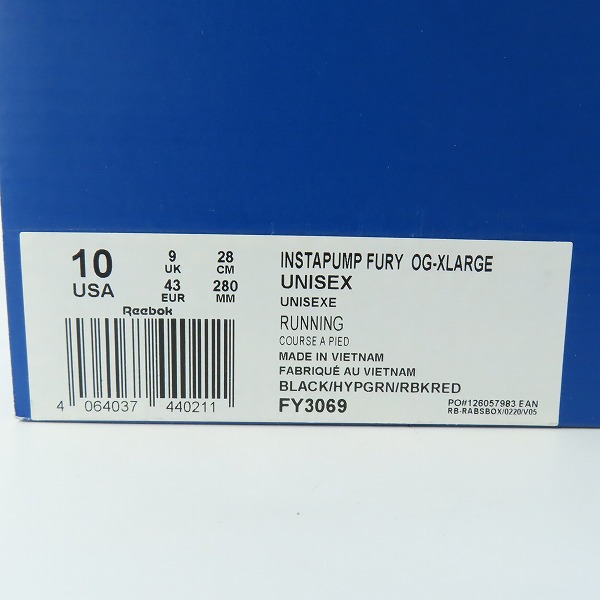 10 USA
9 UK
28 CM
43 EUR
280 MM
Reebok
4 064037 440211
INSTAPUMP FURY OG-XLARGE
UNISEX
UNISEXE
RUNNING
COURSE A PIED
MADE IN VIETNAM
FABRIQUÉ AU VIETNAM
BLACK/HYPGRN/RBKRED
FY3069
PO#126057983 EAN
RB-RABSBOX/0220/V05